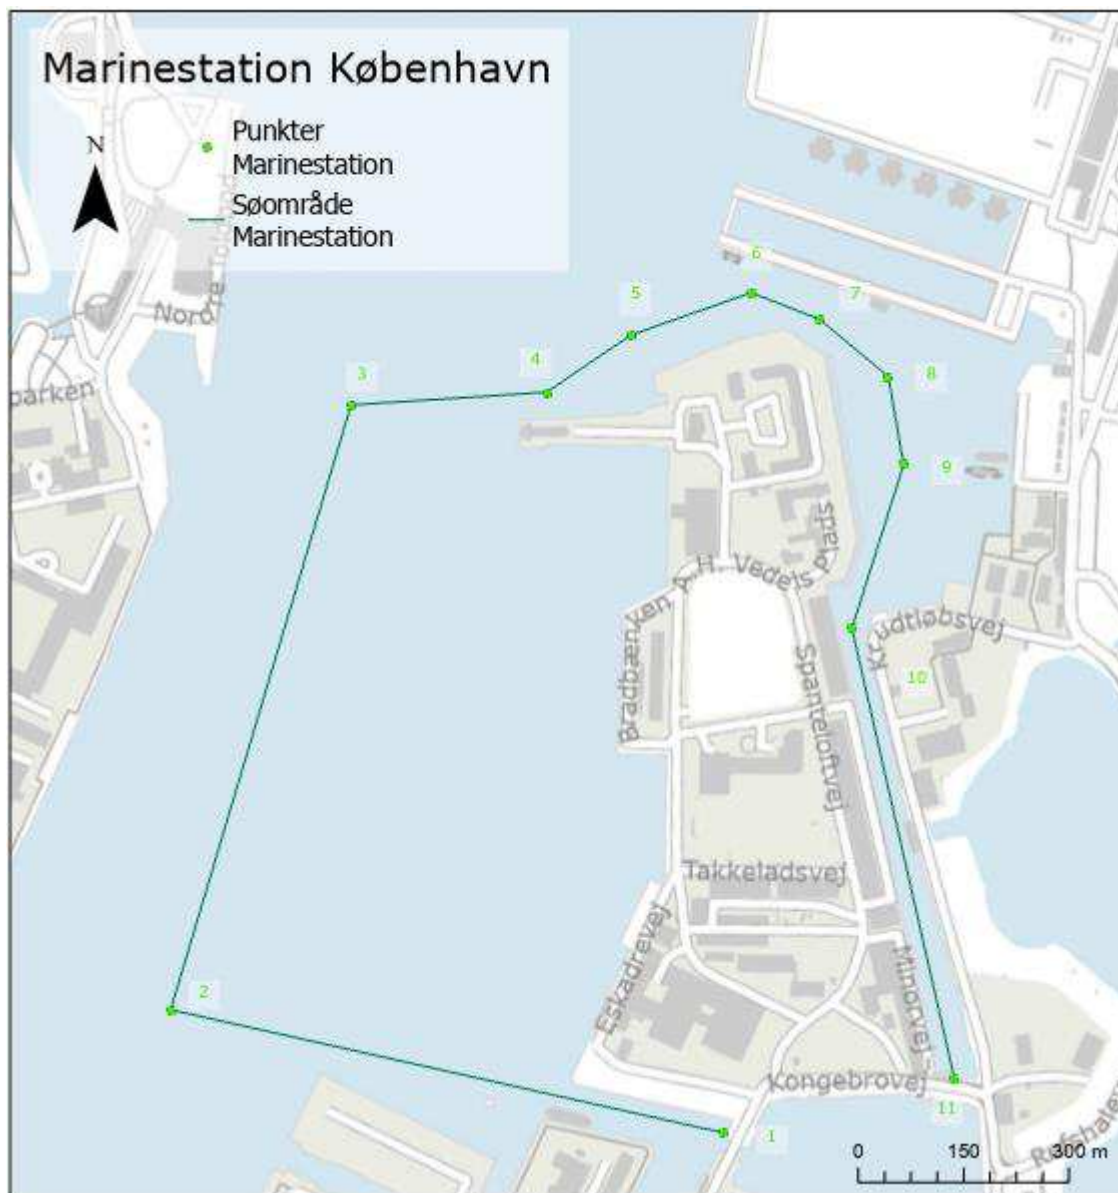 Marinestation København
N
Punkter
Marinestation
Søområde
Marinestation
6
7
5
Nordre
4
3
8
parken
9
Plads
A.H. Vedels
Krudtløbsvej
Bradbænken
10
Spanteloftvej
Takkeladsvej
Eskadrevej
Minorvej
2
Kongebrovej
11
1
0 150 300 m